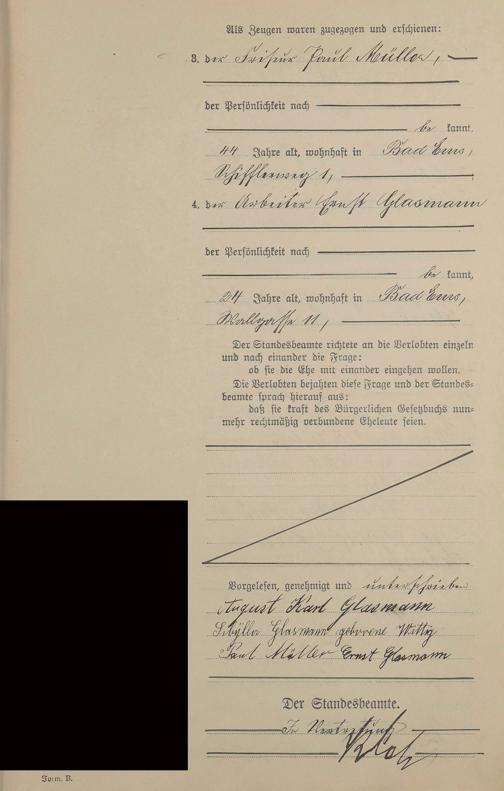 Als Zeugen waren zugezogen und erschienen:
3. der Friseur Paul Müller,
der Persönlichkeit nach
be kannt,
44 Jahre alt, wohnhaft in Bad Ems,
1,
4. der Arbeiter Ernst Glasmann
der Persönlichkeit nach
be kannt,
24 Jahre alt, wohnhaft in Bad Ems,
Wallgasse 11,
Der Standesbeamte richtete an die Verlobten einzeln
und nach einander die Frage:
ob sie die Ehe mit einander eingehen wollen.
Die Verlobten bejahten diese Frage und der Standes-
beamte sprach hierauf aus:
daß sie kraft des Bürgerlichen Gesetzbuchs nun-
mehr rechtmäßig verbundene Eheleute seien.
Vorgelesen, genehmigt und unterschrieben
August Karl Glasmann
Sibylla Glasmann geborene Wittig
Paul Müller Ernst Glasmann
Der Standesbeamte.
In Vertretung
Form. B.